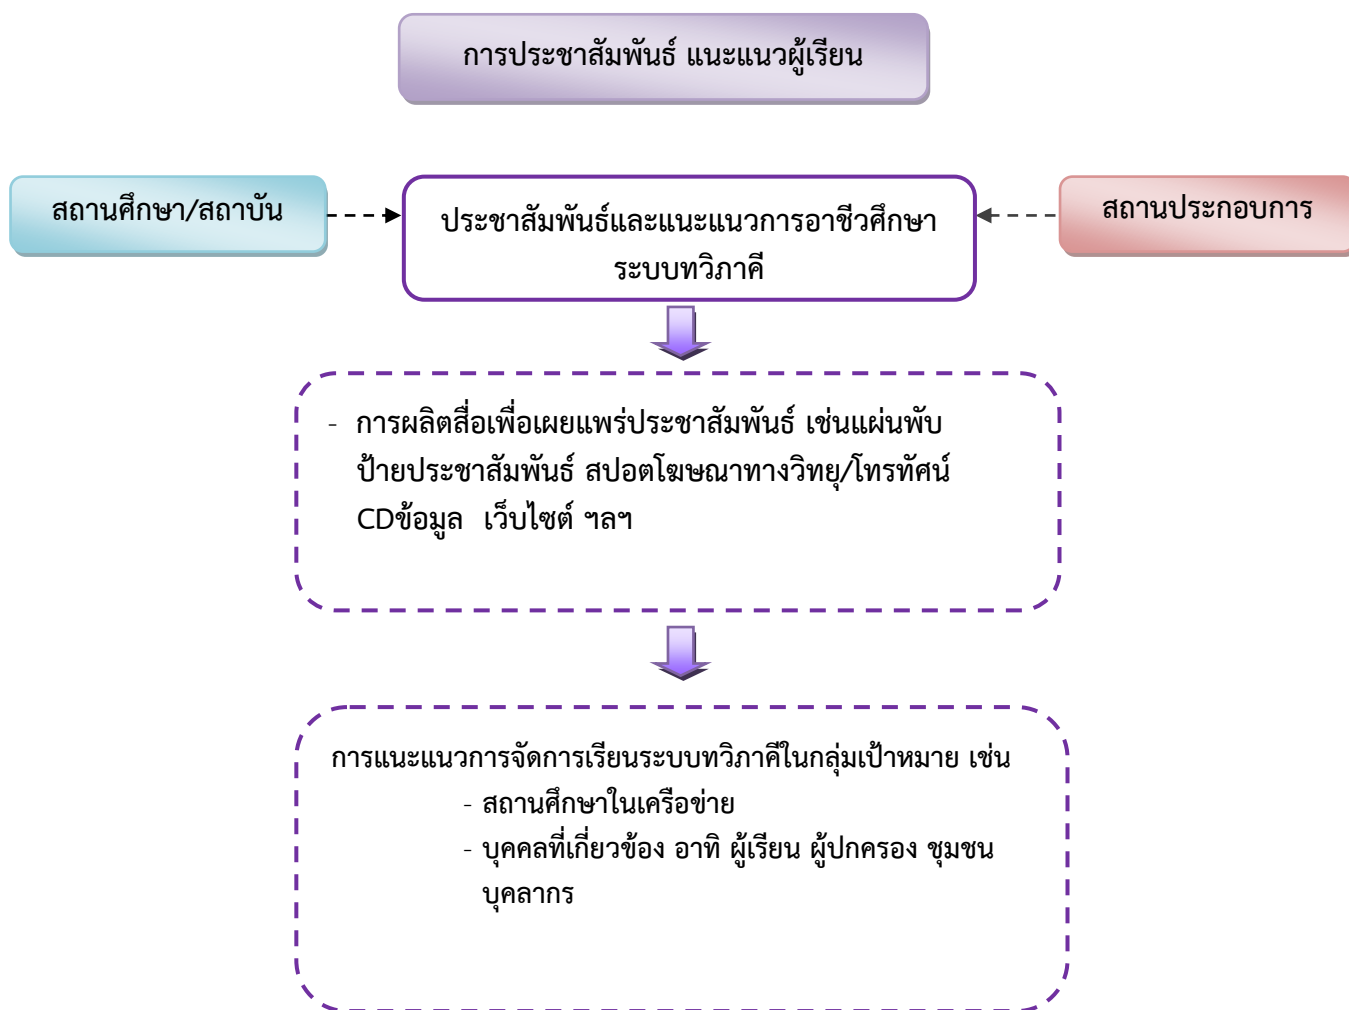 การประชาสัมพันธ์ แนะแนวผู้เรียน
สถานศึกษา/สถาบัน
ประชาสัมพันธ์และแนะแนวการอาชีวศึกษา
ระบบทวิภาคี
สถานประกอบการ
- การผลิตสื่อเพื่อเผยแพร่ประชาสัมพันธ์ เช่นแผ่นพับ
ป้ายประชาสัมพันธ์ สปอตโฆษณาทางวิทยุ/โทรทัศน์
CDข้อมูล เว็บไซต์ ฯลฯ
การแนะแนวการจัดการเรียนระบบทวิภาคีในกลุ่มเป้าหมาย เช่น
- สถานศึกษาในเครือข่าย
- บุคคลที่เกี่ยวข้อง อาทิ ผู้เรียน ผู้ปกครอง ชุมชน
บุคลากร